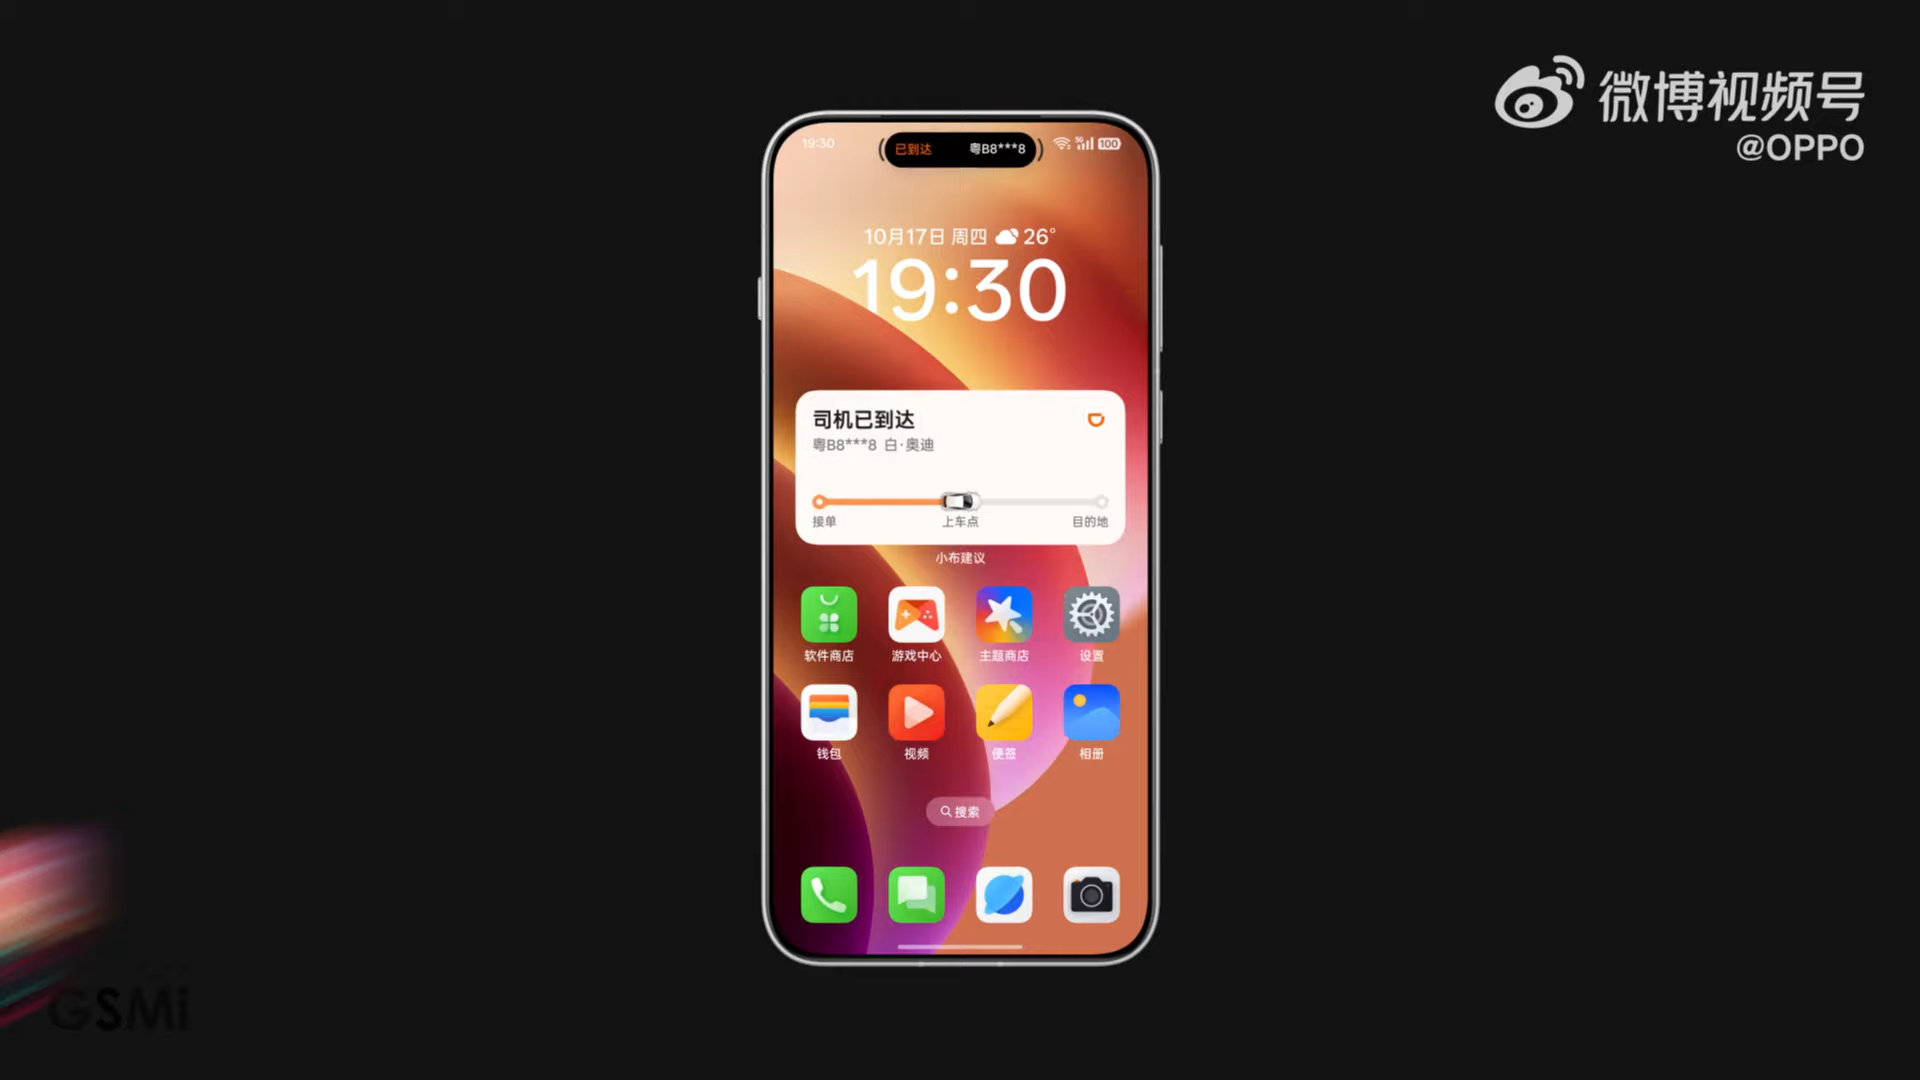 微博视频号
@OPPO
19:30
已到达 粤B8***8
5G 100
10月17日 周四 26°
19:30
司机已到达
粤B8***8 白·奥迪
接单 上车点 目的地
小布建议
软件商店 游戏中心 主题商店 设置
钱包 视频 便签 相册
搜索
GSMi